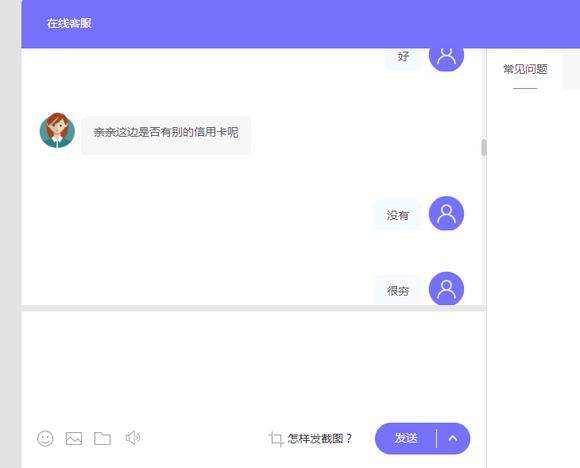 在线客服
好
常见问题
亲亲这边是否有别的信用卡呢
没有
很穷
怎样发截图？
发送